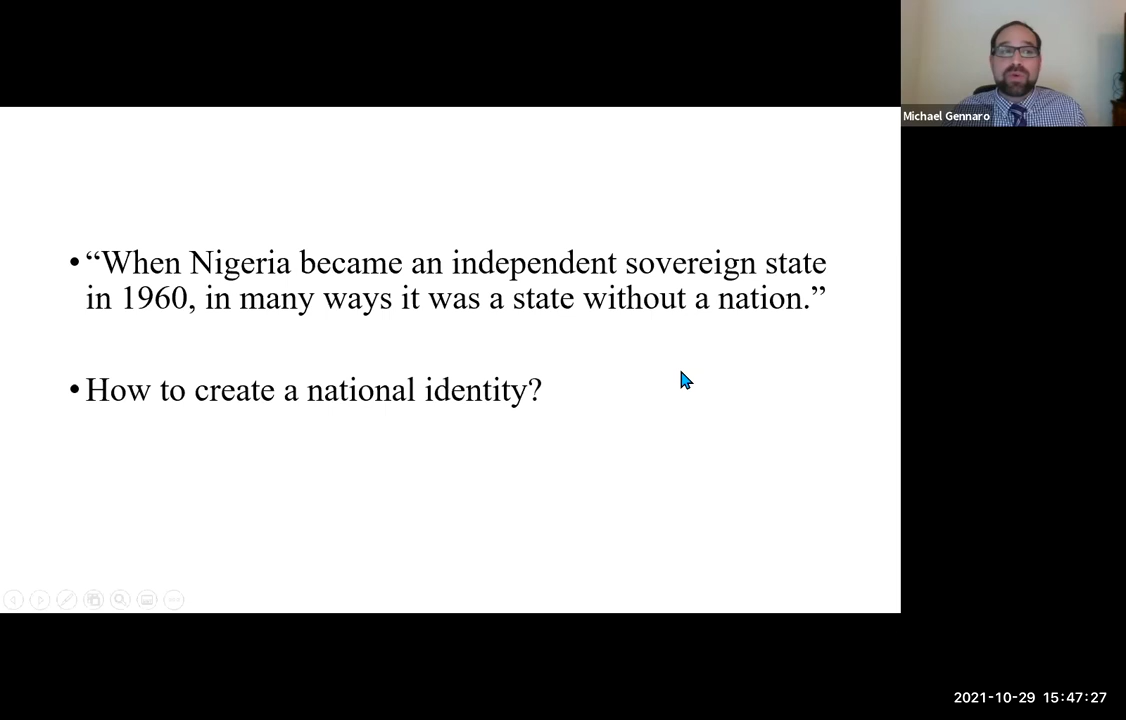 Michael Gennaro
• “When Nigeria became an independent sovereign state
in 1960, in many ways it was a state without a nation.”
• How to create a national identity?
2021-10-29 15:47:27